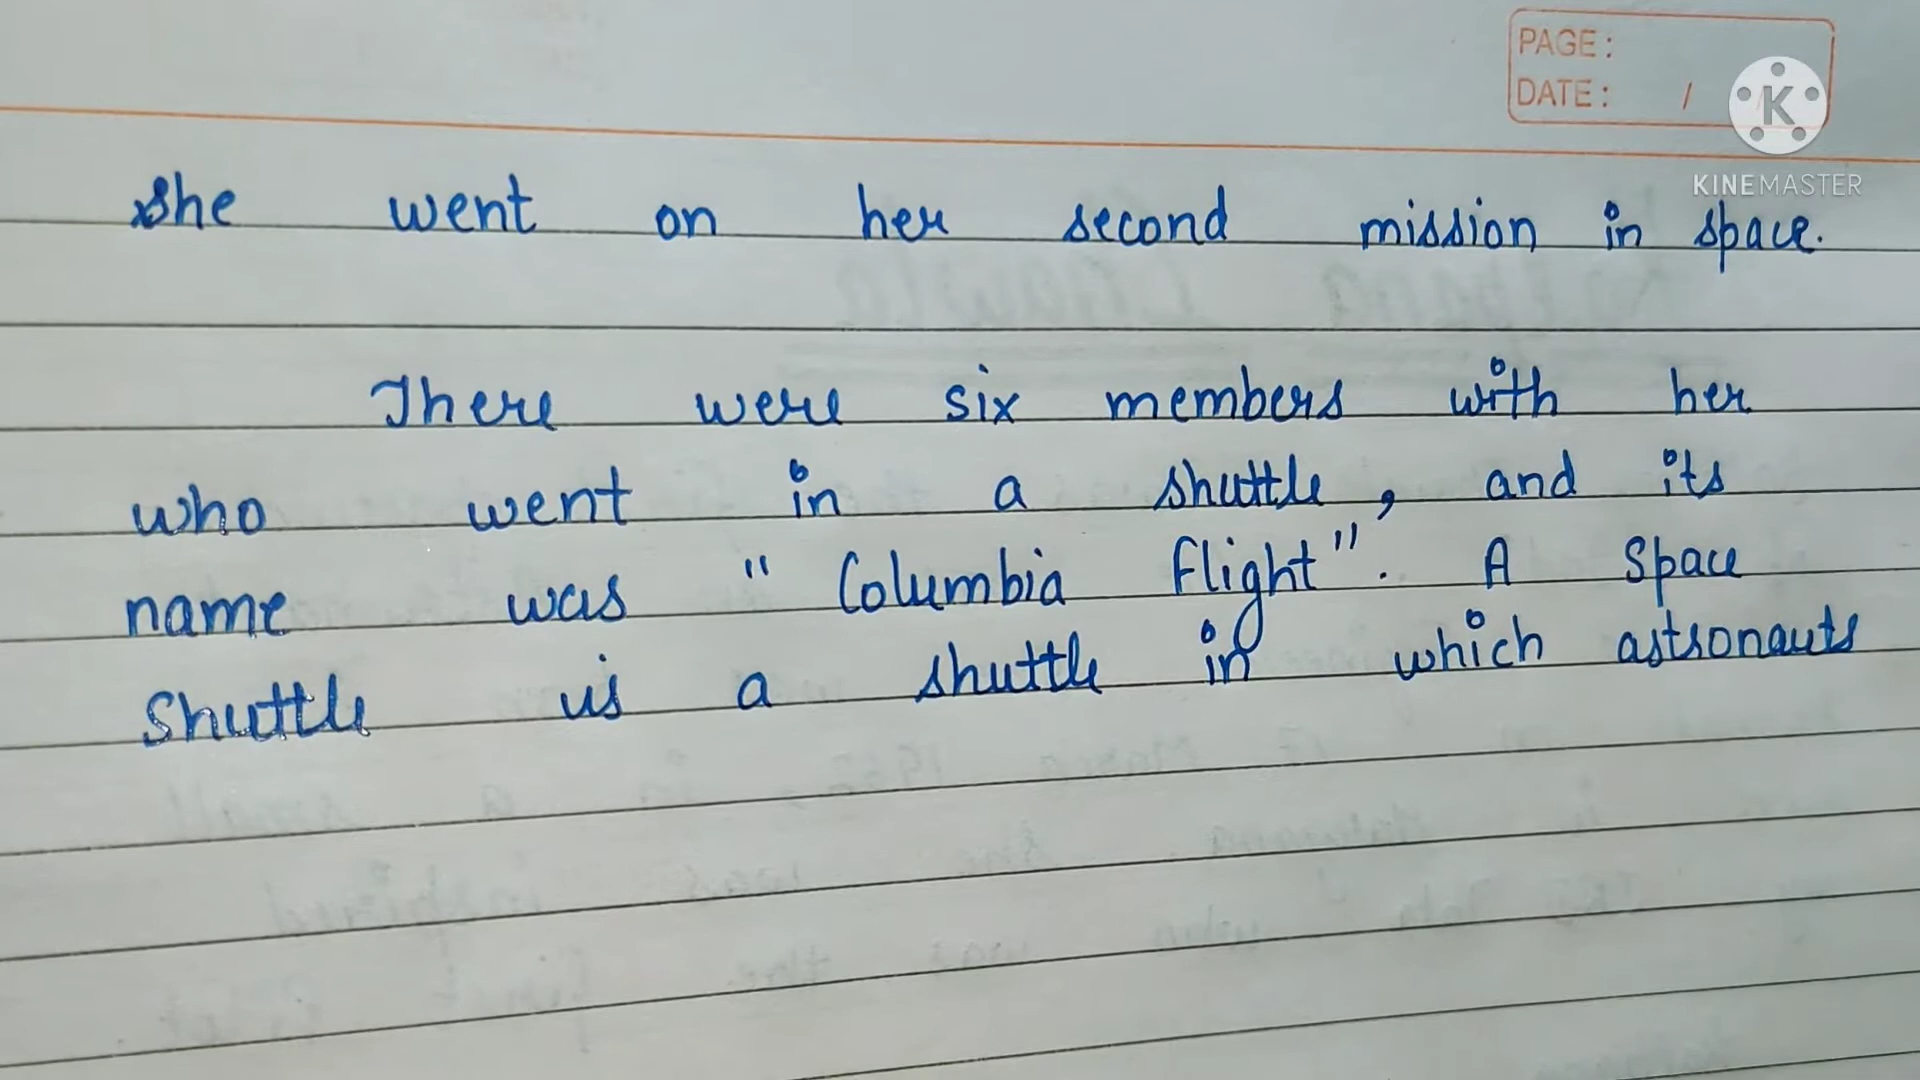 PAGE:
DATE: /
K
KINEMASTER
She went on her second mission in space.
There were six members with her
who went in a shuttle, and its
name was "Columbia Flight". A Space
Shuttle is a shuttle in which astronauts